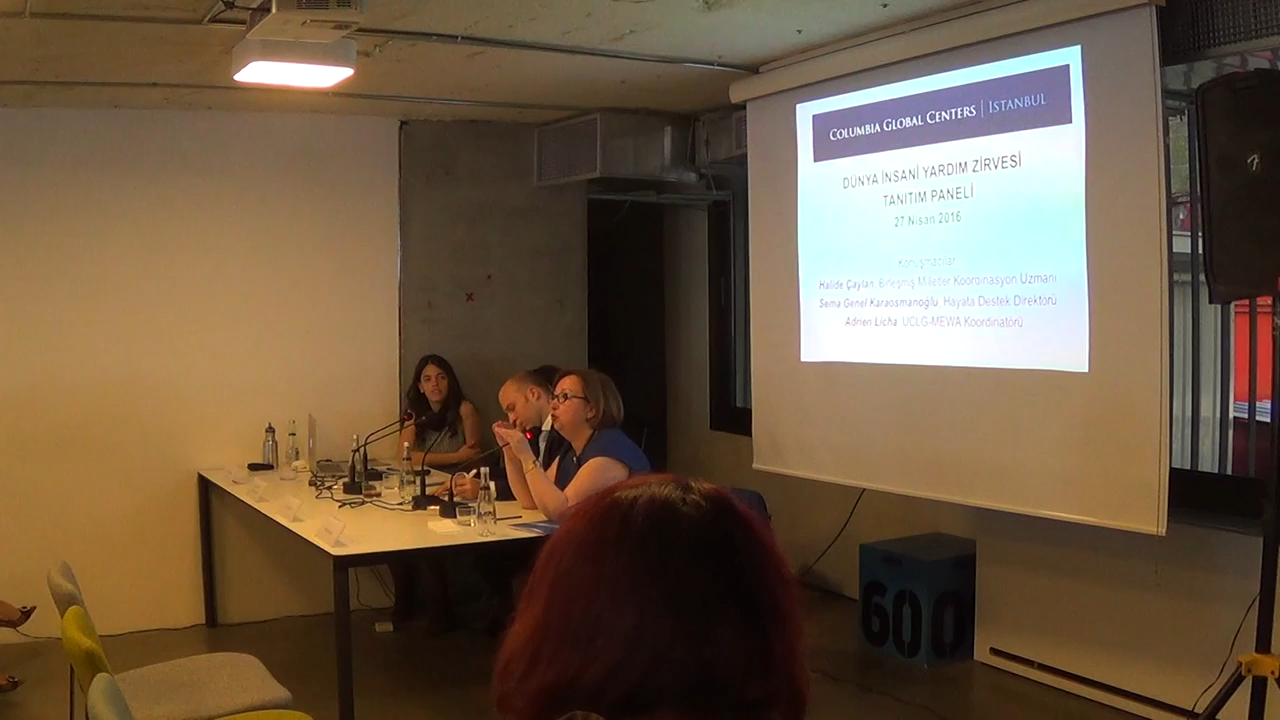 COLUMBIA GLOBAL CENTERS | ISTANBUL
DÜNYA İNSANİ YARDIM ZİRVESİ
TANITIM PANELİ
27 Nisan 2016
Konuşmacılar
Halide Çaylan, Birleşmiş Milletler Koordinasyon Uzmanı
Sema Genel Karaosmanoğlu, Hayata Destek Direktörü
Adrien Licha, UCLG-MEWA Koordinatörü
600